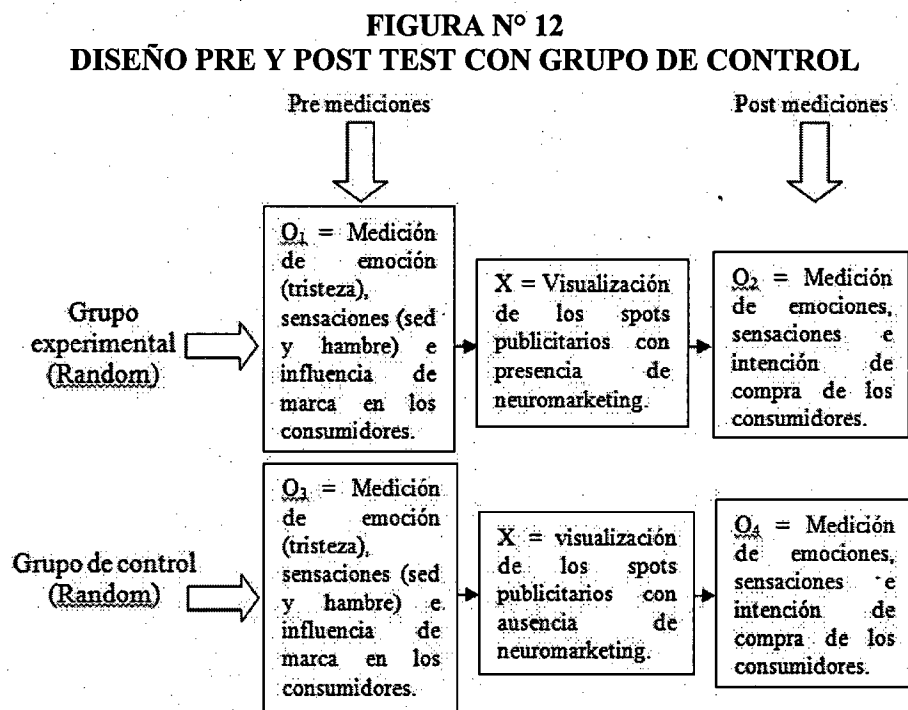 FIGURA N° 12
DISEÑO PRE Y POST TEST CON GRUPO DE CONTROL
Pre mediciones
Post mediciones
Grupo
experimental
(Random)
O₁ = Medición
de emoción
(tristeza),
sensaciones (sed
y hambre) e
influencia de
marca en los
consumidores.
X = Visualización
de los spots
publicitarios con
presencia de
neuromarketing.
O₂ = Medición
de emociones,
sensaciones e
intención de
compra de los
consumidores.
Grupo de control
(Random)
O₃ = Medición
de emoción
(tristeza),
sensaciones (sed
y hambre) e
influencia de
marca en los
consumidores.
X = visualización
de los spots
publicitarios con
ausencia de
neuromarketing.
O₄ = Medición
de emociones,
sensaciones e
intención de
compra de los
consumidores.